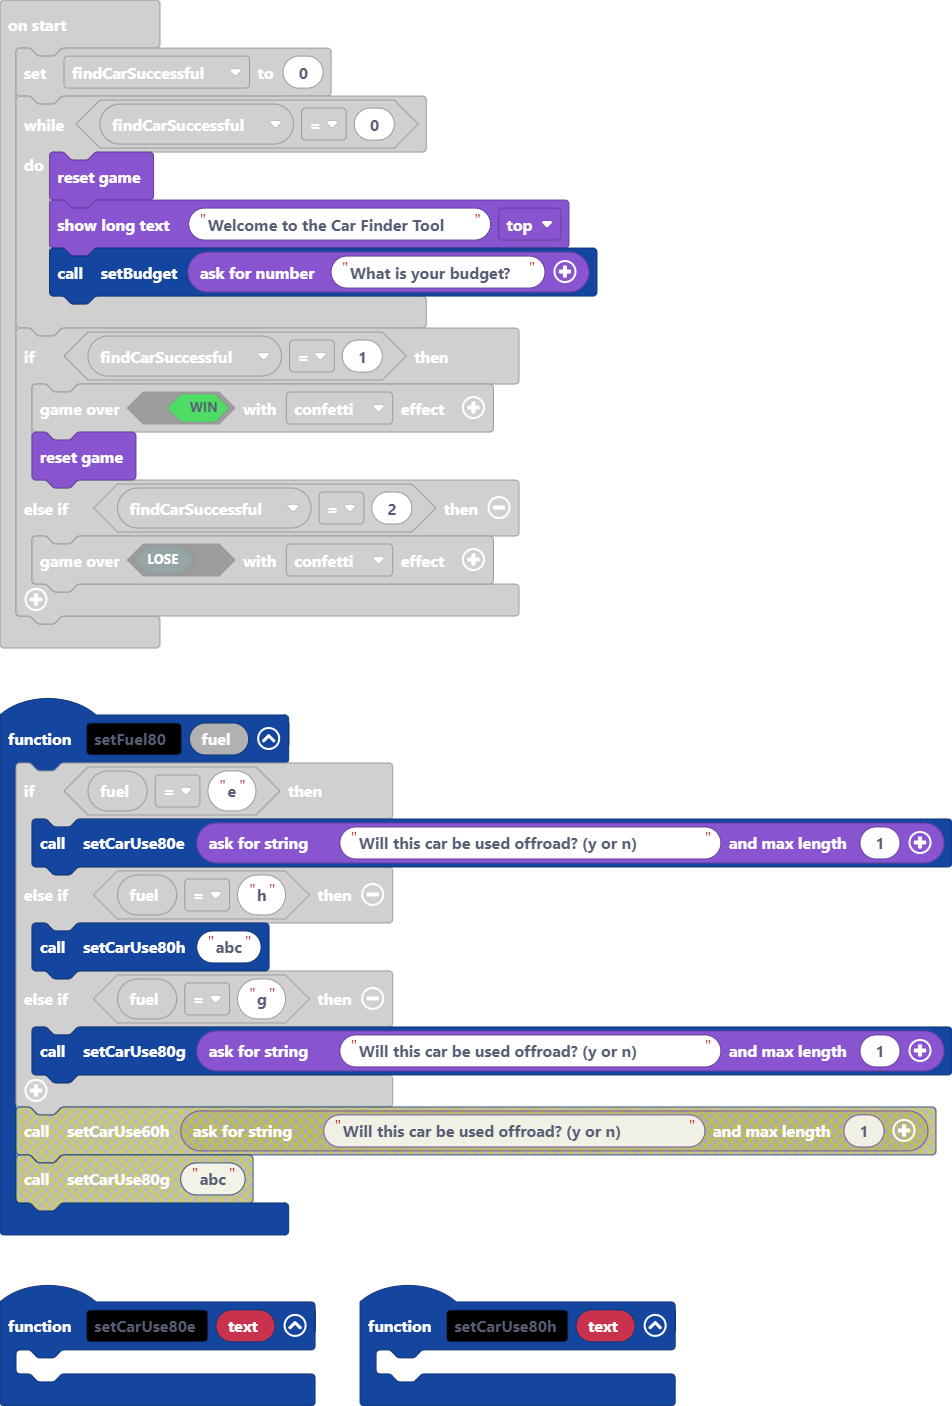 on start
set findCarSuccessful to 0
while findCarSuccessful = 0
do
reset game
show long text "Welcome to the Car Finder Tool" top
call setBudget ask for number "What is your budget?"
if findCarSuccessful = 1 then
game over WIN with confetti effect
reset game
else if findCarSuccessful = 2 then
game over LOSE with confetti effect
function setFuel80 fuel
if fuel = "e" then
call setCarUse80e ask for string "Will this car be used offroad? (y or n)" and max length 1
else if fuel = "h" then
call setCarUse80h "abc"
else if fuel = "g" then
call setCarUse80g ask for string "Will this car be used offroad? (y or n)" and max length 1
call setCarUse60h ask for string "Will this car be used offroad? (y or n)" and max length 1
call setCarUse80g "abc"
function setCarUse80e text
function setCarUse80h text